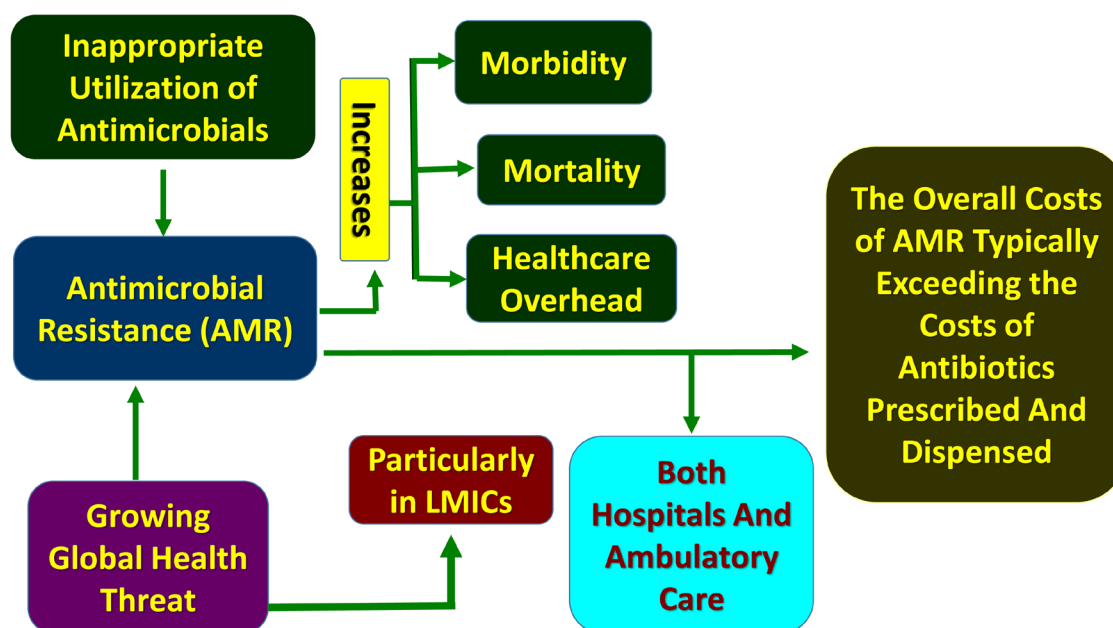 Inappropriate
Utilization of
Antimicrobials
Increases
Morbidity
Mortality
Healthcare
Overhead
Antimicrobial
Resistance (AMR)
The Overall Costs
of AMR Typically
Exceeding the
Costs of
Antibiotics
Prescribed And
Dispensed
Growing
Global Health
Threat
Particularly
in LMICs
Both
Hospitals And
Ambulatory
Care